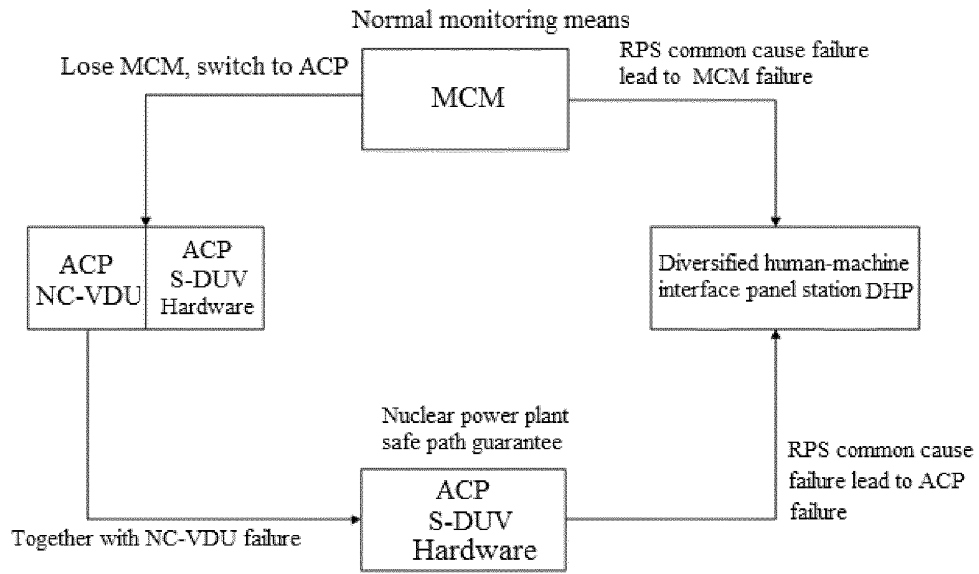 Normal monitoring means
Lose MCM, switch to ACP
MCM
RPS common cause failure
lead to MCM failure
ACP
NC-VDU
ACP
S-DUV
Hardware
Diversified human-machine
interface panel station DHP
Nuclear power plant
safe path guarantee
ACP
S-DUV
Hardware
Together with NC-VDU failure
RPS common cause
failure lead to ACP
failure